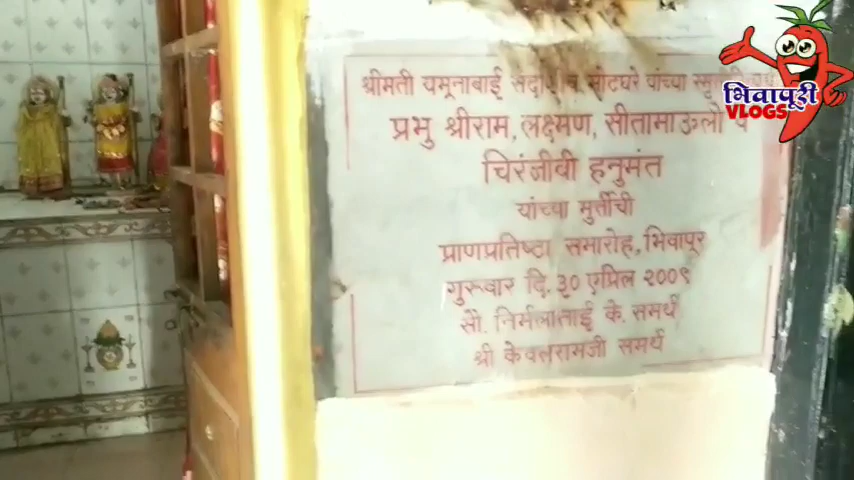 श्रीमती यमूनाबाई मोटघरे यांच्या
प्रभु श्रीराम, लक्ष्मण, सीतामाऊली व
चिरंजीवी हनुमंत
यांच्या मुर्तीची
प्राणप्रतिष्ठा समारोह, भिवापूर
गुरूवार दि. ३० एप्रिल २००९
सौ. निर्मलाताई के. समर्थ
श्री केवलरामजी समर्थ
भिवापूरी
VLOGS